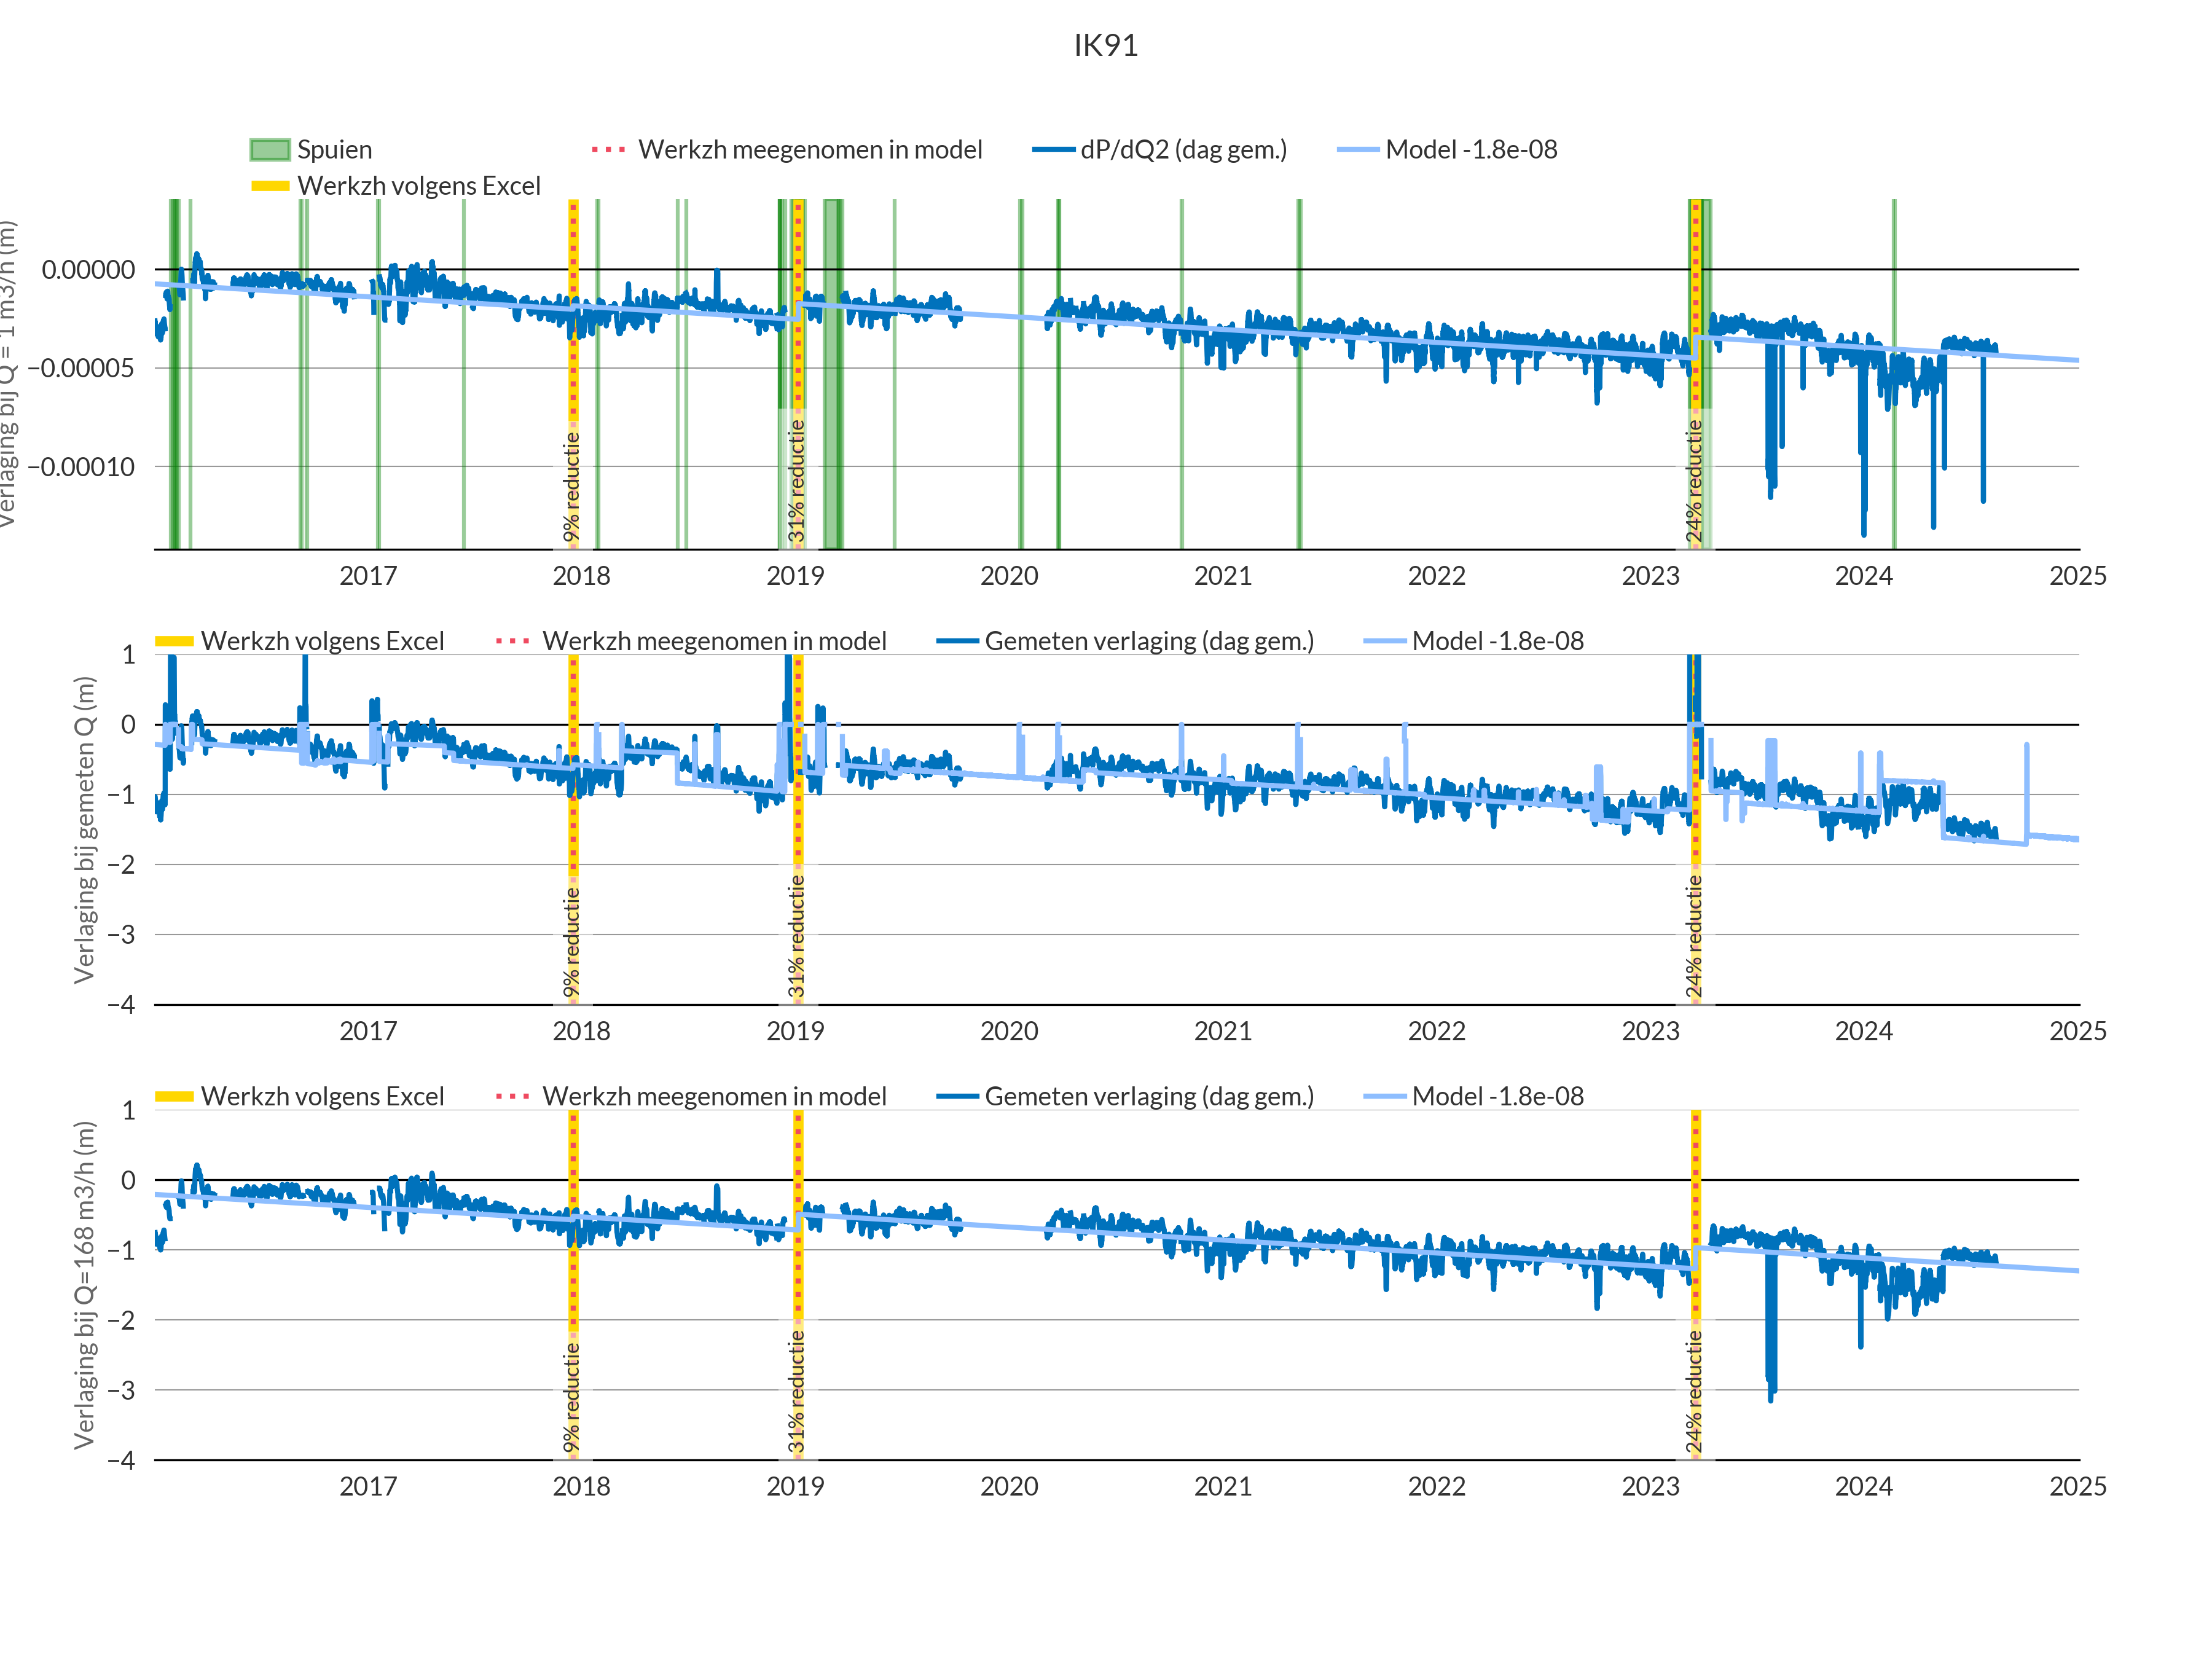 IK91
Spuien
Werkzh meegenomen in model
dP/dQ2 (dag gem.)
Model -1.8e-08
Werkzh volgens Excel
Verlaging bij Q = 1 m3/h (m)
0.00000
−0.00005
−0.00010
9% reductie
31% reductie
24% reductie
2017 2018 2019 2020 2021 2022 2023 2024 2025
Werkzh volgens Excel
Werkzh meegenomen in model
Gemeten verlaging (dag gem.)
Model -1.8e-08
Verlaging bij gemeten Q (m)
1
0
−1
−2
−3
−4
9% reductie
31% reductie
24% reductie
2017 2018 2019 2020 2021 2022 2023 2024 2025
Werkzh volgens Excel
Werkzh meegenomen in model
Gemeten verlaging (dag gem.)
Model -1.8e-08
Verlaging bij Q=168 m3/h (m)
1
0
−1
−2
−3
−4
9% reductie
31% reductie
24% reductie
2017 2018 2019 2020 2021 2022 2023 2024 2025